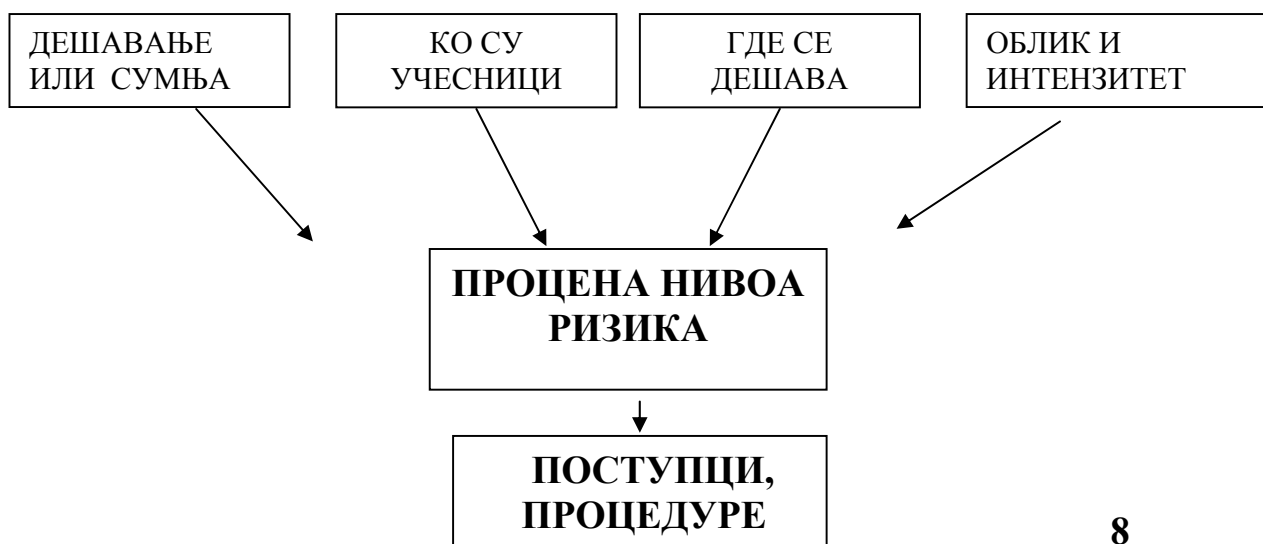 ДЕШАВАЊЕ
ИЛИ СУМЊА
КО СУ
УЧЕСНИЦИ
ГДЕ СЕ
ДЕШАВА
ОБЛИК И
ИНТЕНЗИТЕТ
ПРОЦЕНА НИВОА
РИЗИКА
ПОСТУПЦИ,
ПРОЦЕДУРЕ
8